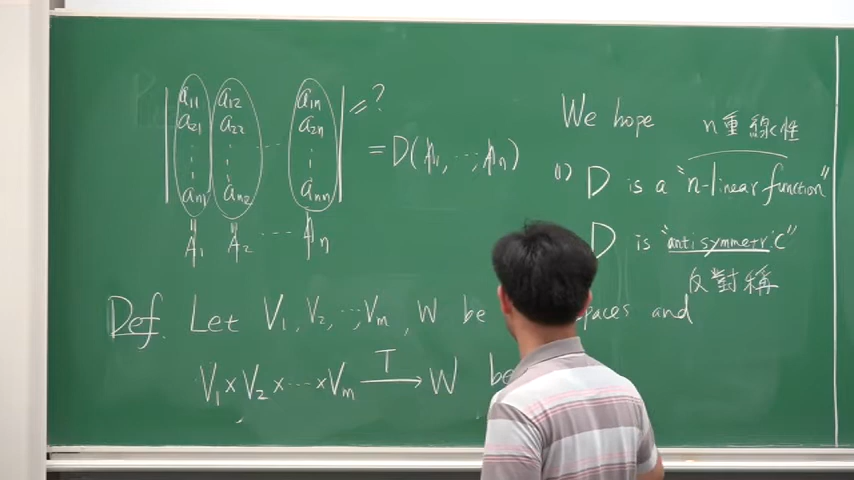 a11 a12 a1n = ?
a21 a22 ... a2n
⋮ ⋮ ⋮
an1 an2 ann
= D(A1, ..., An)
A1 A2 ... An
We hope
n重線性
(1) D is a "n-linear function"
D is "antisymmetric"
反對稱
Def. Let V1, V2, ..., Vm, W be spaces and
V1 × V2 × ... × Vm T→ W be